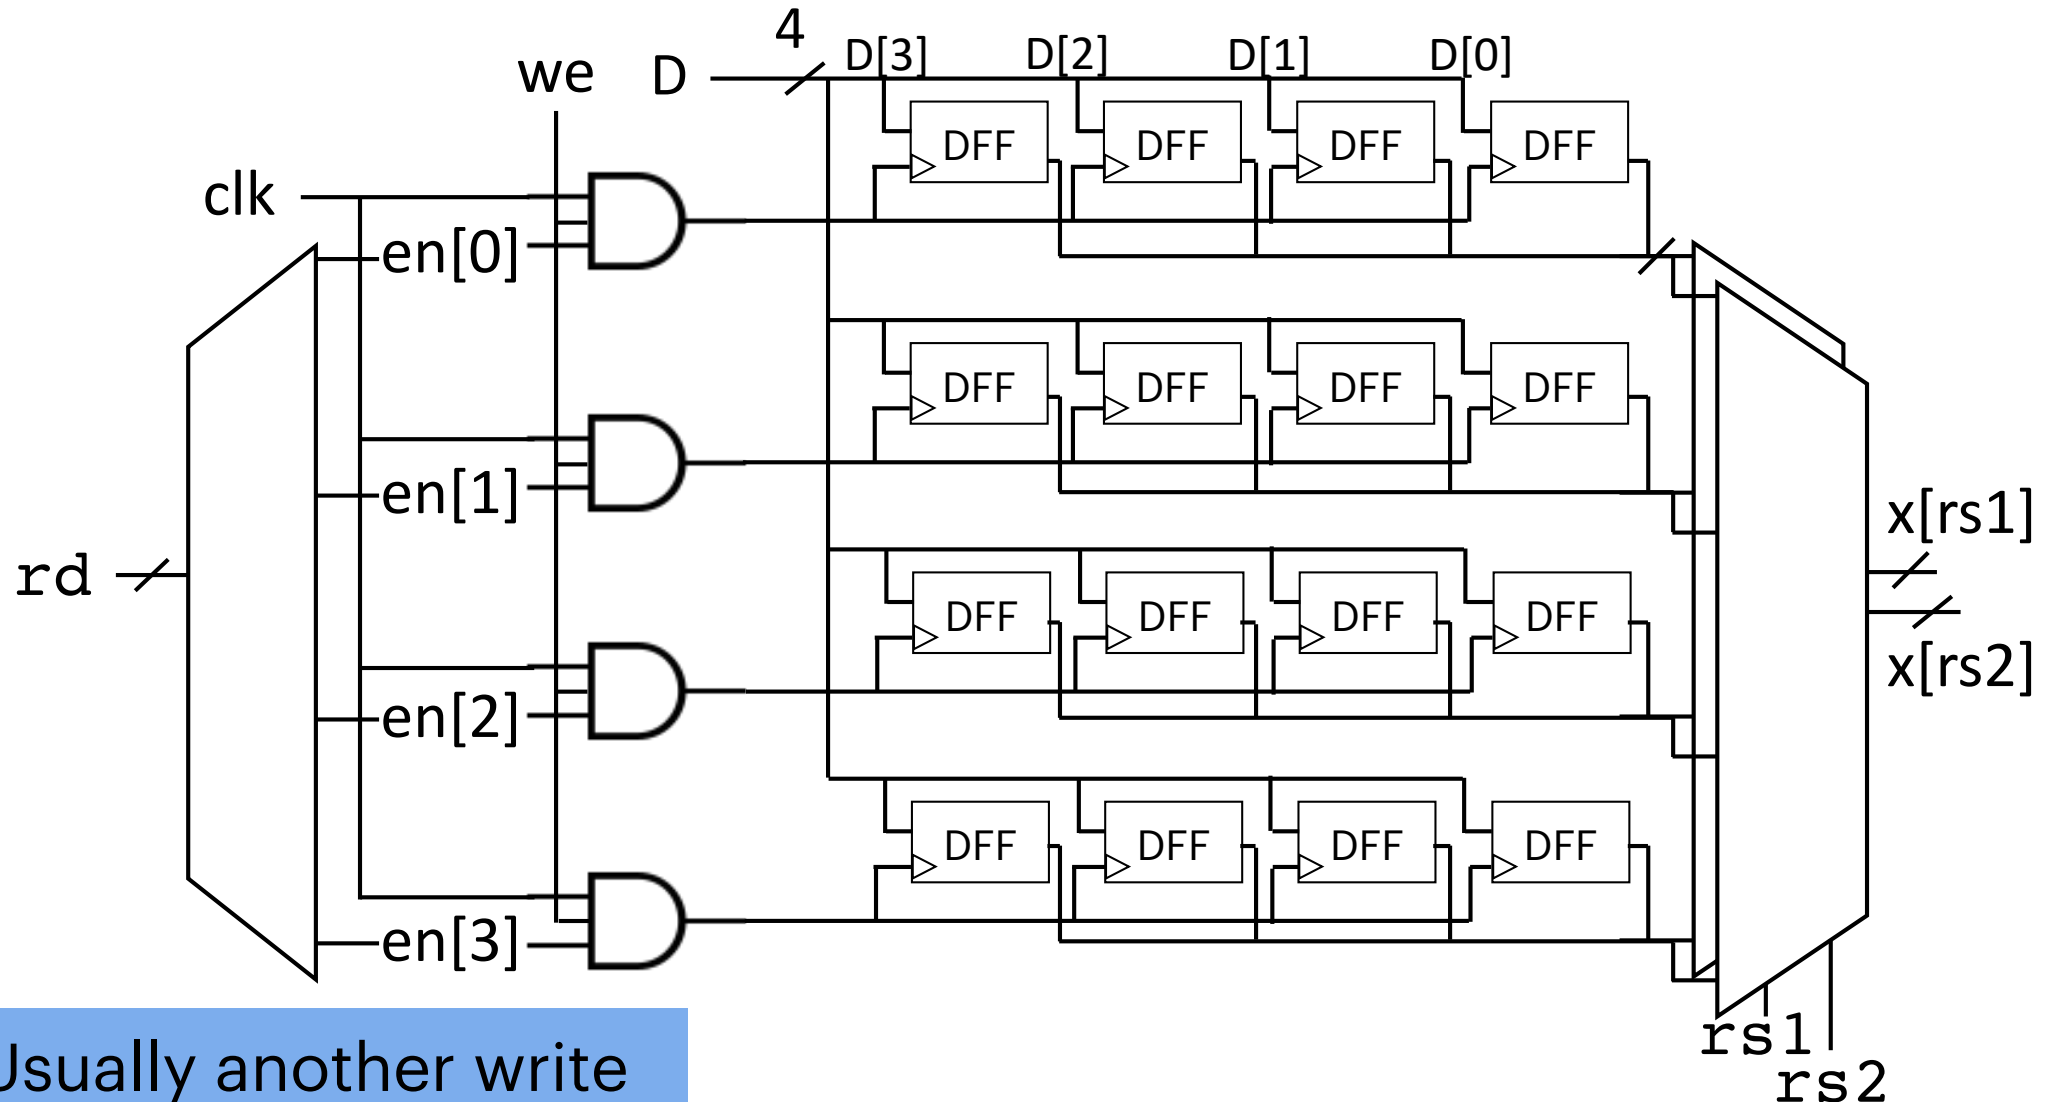 4
we D D[3] D[2] D[1] D[0]
DFF DFF DFF DFF
clk
en[0]
DFF DFF DFF DFF
en[1]
x[rs1]
rd
DFF DFF DFF DFF
x[rs2]
en[2]
DFF DFF DFF DFF
en[3]
rs1
rs2
Usually another write